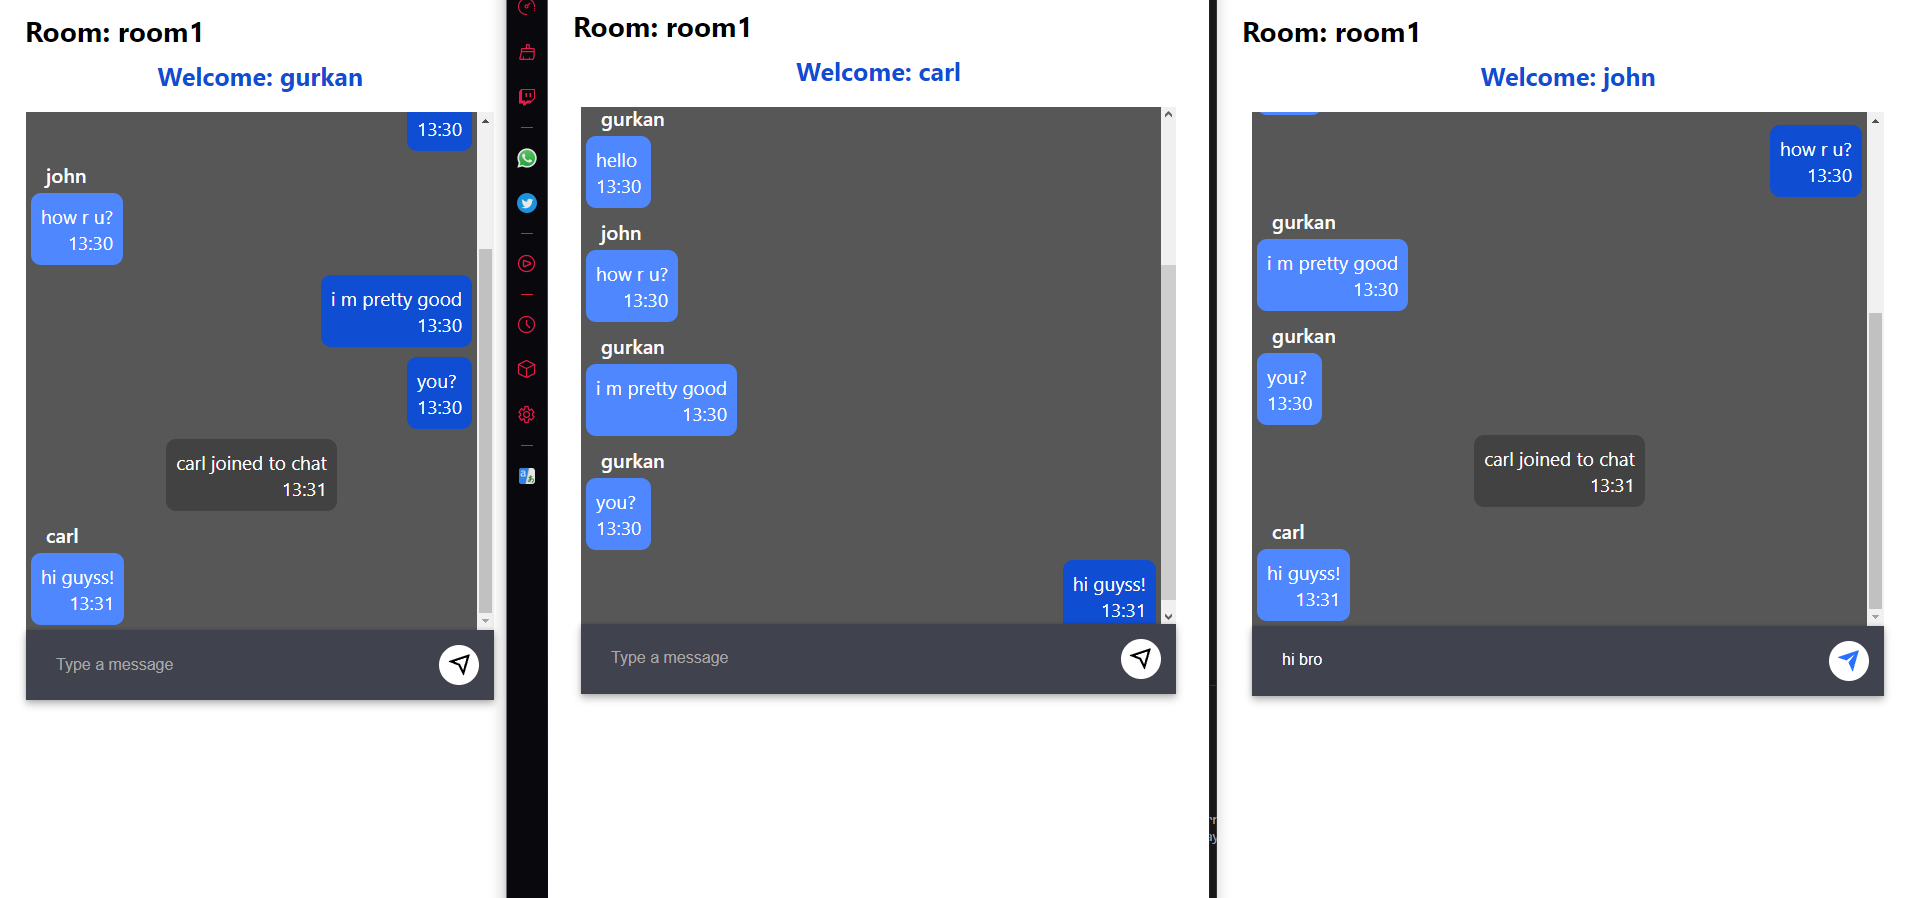 Room: room1
Welcome: gurkan
13:30
john
how r u?
13:30
i m pretty good
13:30
you?
13:30
carl joined to chat
13:31
carl
hi guyss!
13:31
Type a message
Room: room1
Welcome: carl
gurkan
hello
13:30
john
how r u?
13:30
gurkan
i m pretty good
13:30
gurkan
you?
13:30
hi guyss!
13:31
Type a message
Room: room1
Welcome: john
how r u?
13:30
gurkan
i m pretty good
13:30
gurkan
you?
13:30
carl joined to chat
13:31
carl
hi guyss!
13:31
hi bro